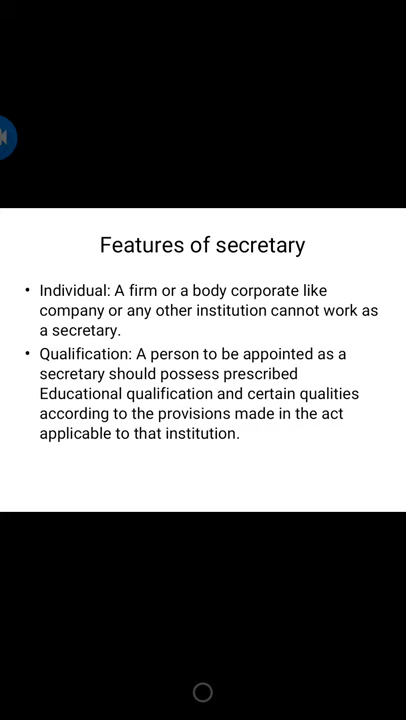 Features of secretary
• Individual: A firm or a body corporate like
company or any other institution cannot work as
a secretary.
• Qualification: A person to be appointed as a
secretary should possess prescribed
Educational qualification and certain qualities
according to the provisions made in the act
applicable to that institution.